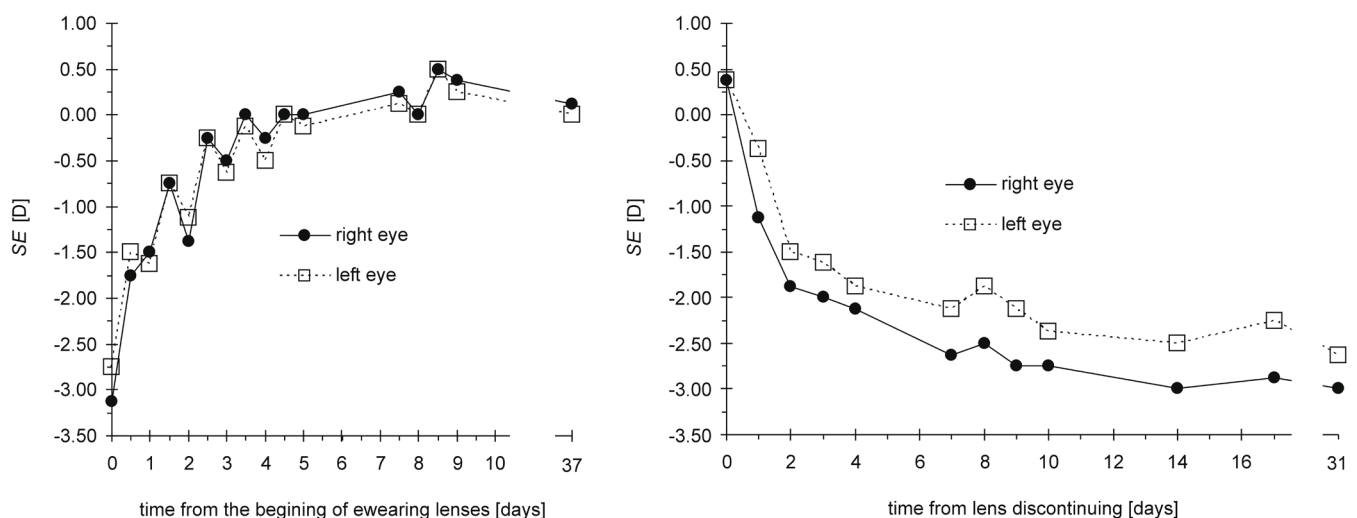 1.00
0.50
0.00
-0.50
-1.00
-1.50
-2.00
-2.50
-3.00
-3.50
SE [D]
right eye
left eye
0 1 2 3 4 5 6 7 8 9 10 37
time from the begining of ewearing lenses [days]
1.00
0.50
0.00
-0.50
-1.00
-1.50
-2.00
-2.50
-3.00
-3.50
SE [D]
right eye
left eye
0 2 4 6 8 10 12 14 16 31
time from lens discontinuing [days]